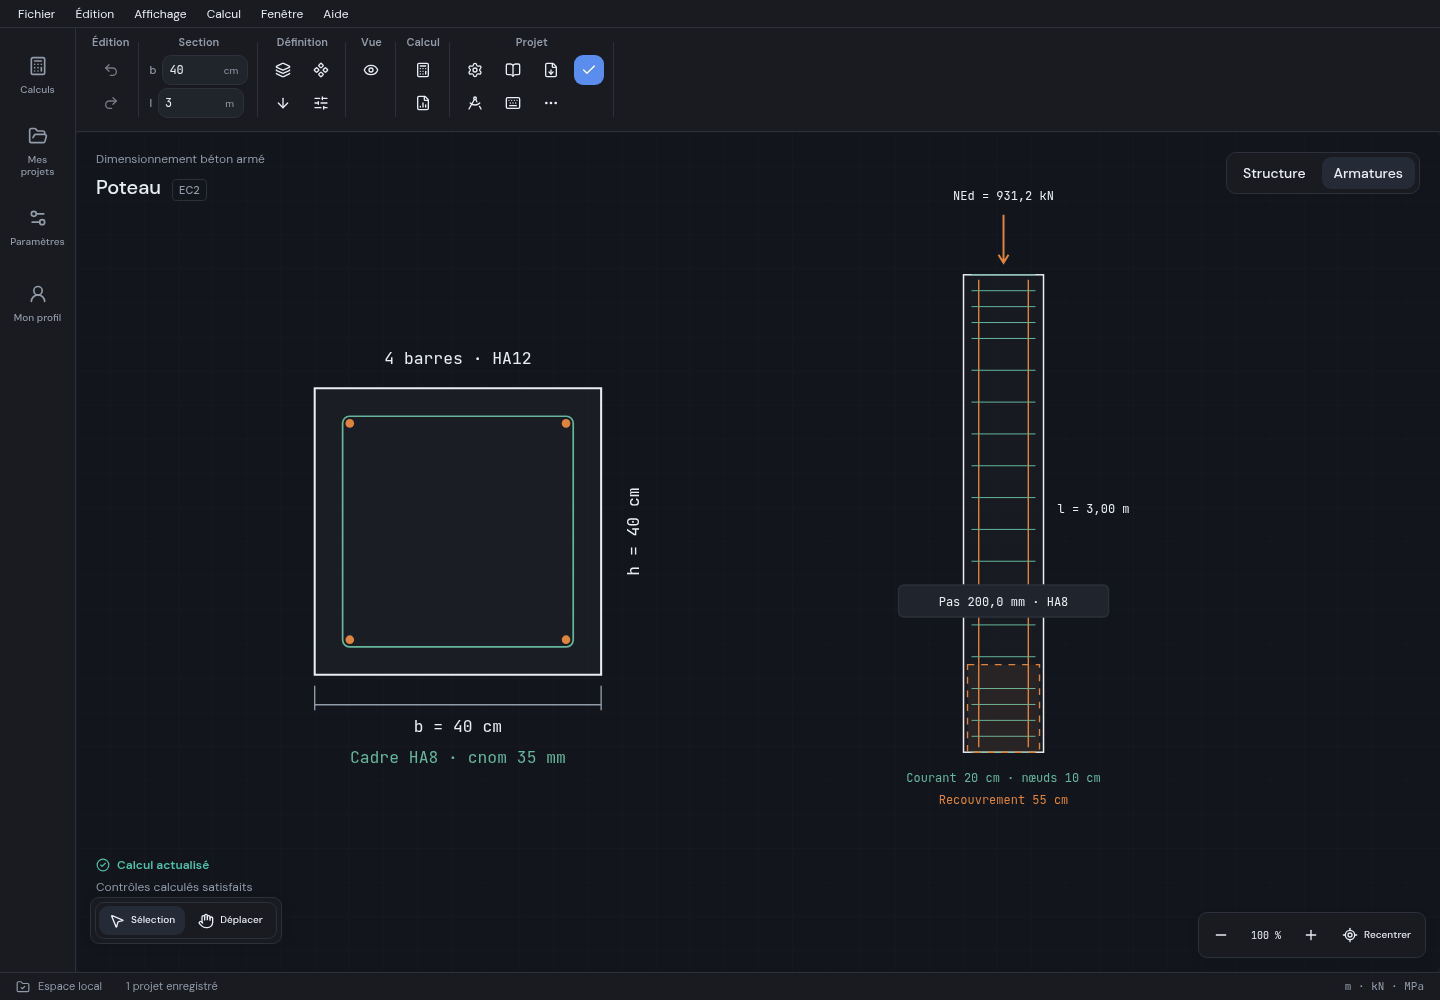 Fichier Édition Affichage Calcul Fenêtre Aide
Calculs
Mes
projets
Paramètres
Mon profil
Édition Section Définition Vue Calcul Projet
b 40 cm
l 3 m
Dimensionnement béton armé
Poteau EC2
Structure Armatures
4 barres · HA12
h = 40 cm
b = 40 cm
Cadre HA8 · cnom 35 mm
NEd = 931,2 kN
l = 3,00 m
Pas 200,0 mm · HA8
Courant 20 cm · nœuds 10 cm
Recouvrement 55 cm
Calcul actualisé
Contrôles calculés satisfaits
Sélection Déplacer
100 % Recentrer
Espace local 1 projet enregistré m · kN · MPa